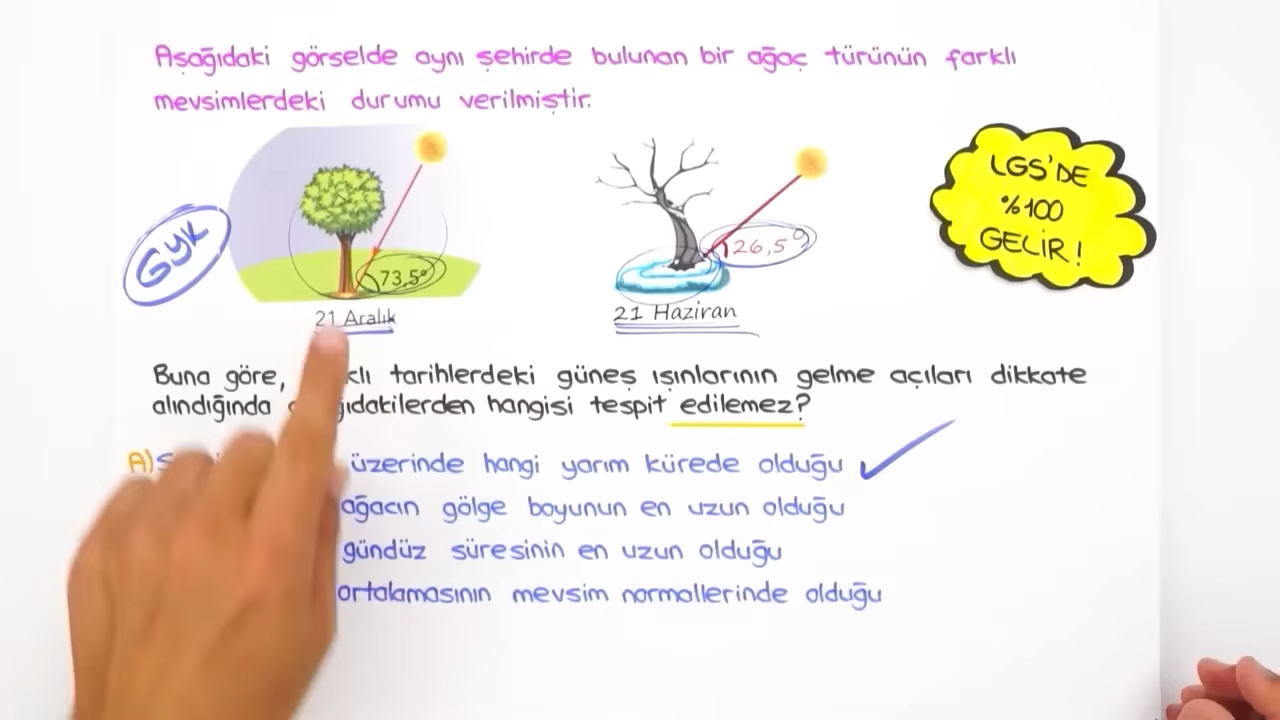 Aşağıdaki görselde aynı şehirde bulunan bir ağaç türünün farklı
mevsimlerdeki durumu verilmiştir.
LGS'DE
%100
GELİR!
GYK
73,5°
26,5°
21 Aralık
21 Haziran
Buna göre, tarihlerdeki güneş ışınlarının gelme açıları dikkate
alındığında hangisi tespit edilemez?
A) üzerinde hangi yarım kürede olduğu
ağacın gölge boyunun en uzun olduğu
gündüz süresinin en uzun olduğu
ortalamasının mevsim normallerinde olduğu